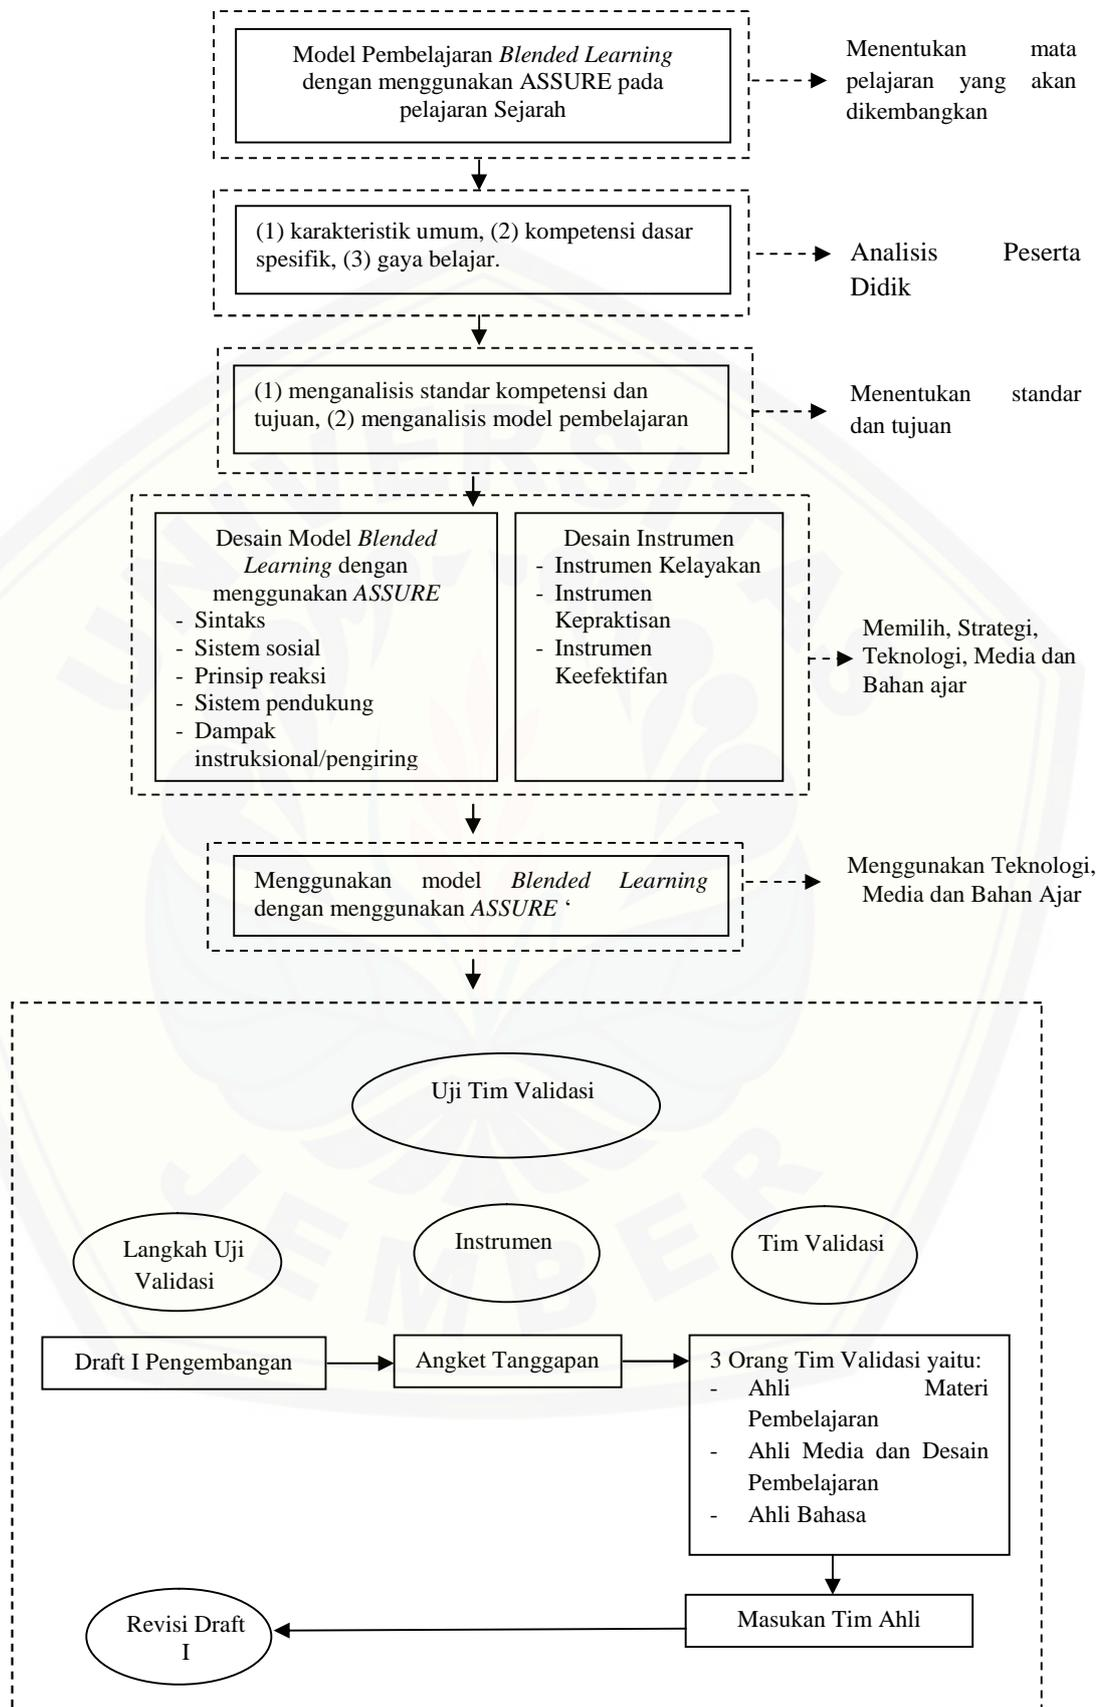 Model Pembelajaran Blended Learning
dengan menggunakan ASSURE pada
pelajaran Sejarah
Menentukan mata
pelajaran yang akan
dikembangkan
(1) karakteristik umum, (2) kompetensi dasar
spesifik, (3) gaya belajar.
Analisis Peserta
Didik
(1) menganalisis standar kompetensi dan
tujuan, (2) menganalisis model pembelajaran
Menentukan standar
dan tujuan
Desain Model Blended
Learning dengan
menggunakan ASSURE
- Sintaks
- Sistem sosial
- Prinsip reaksi
- Sistem pendukung
- Dampak
instruksional/pengiring
Desain Instrumen
- Instrumen Kelayakan
- Instrumen
Kepraktisan
- Instrumen
Keefektifan
Memilih, Strategi,
Teknologi, Media dan
Bahan ajar
Menggunakan model Blended Learning
dengan menggunakan ASSURE ‘
Menggunakan Teknologi,
Media dan Bahan Ajar
Uji Tim Validasi
Langkah Uji
Validasi
Instrumen
Tim Validasi
Draft I Pengembangan
Angket Tanggapan
3 Orang Tim Validasi yaitu:
- Ahli Materi
Pembelajaran
- Ahli Media dan Desain
Pembelajaran
- Ahli Bahasa
Masukan Tim Ahli
Revisi Draft
I
UNIVERSITAS
JEMBER